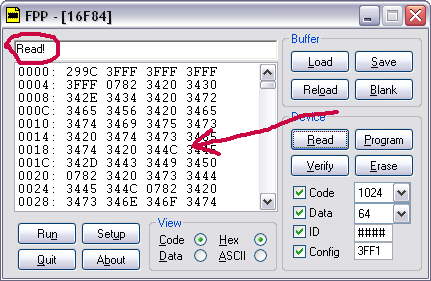 FPP - [16F84]
Read!
0000: 299C 3FFF 3FFF 3FFF
0004: 3FFF 0782 3420 3430
0008: 342E 3434 3420 3472
000C: 3465 3456 3420 3465
0010: 3474 3469 3475 3473
0014: 3420 3474 3473
0018: 3474 3420 344C
001C: 342D 3443 3449 3450
0020: 0782 3420 3473 3444
0024: 3445 344C 0782 3420
0028: 3473 346E 346F 3474
Run
Setup
Quit
About
View
Code
Hex
Data
ASCII
Buffer
Load
Save
Reload
Blank
Device
Read
Program
Verify
Erase
Code 1024
Data 64
ID ####
Config 3FF1